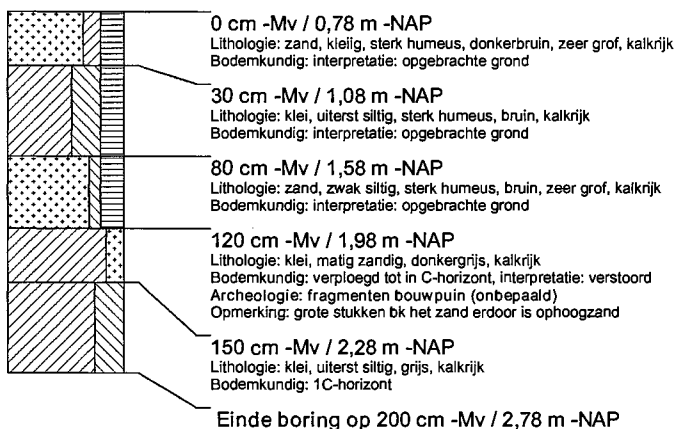 0 cm -Mv / 0,78 m -NAP
Lithologie: zand, kleiïg, sterk humeus, donkerbruin, zeer grof, kalkrijk
Bodemkundig: interpretatie: opgebrachte grond
30 cm -Mv / 1,08 m -NAP
Lithologie: klei, uiterst siltig, sterk humeus, bruin, kalkrijk
Bodemkundig: interpretatie: opgebrachte grond
80 cm -Mv / 1,58 m -NAP
Lithologie: zand, zwak siltig, sterk humeus, bruin, zeer grof, kalkrijk
Bodemkundig: interpretatie: opgebrachte grond
120 cm -Mv / 1,98 m -NAP
Lithologie: klei, matig zandig, donkergrijs, kalkrijk
Bodemkundig: verploegd tot in C-horizont, interpretatie: verstoord
Archeologie: fragmenten bouwpuin (onbepaald)
Opmerking: grote stukken bk het zand erdoor is ophoogzand
150 cm -Mv / 2,28 m -NAP
Lithologie: klei, uiterst siltig, grijs, kalkrijk
Bodemkundig: 1C-horizont
Einde boring op 200 cm -Mv / 2,78 m -NAP